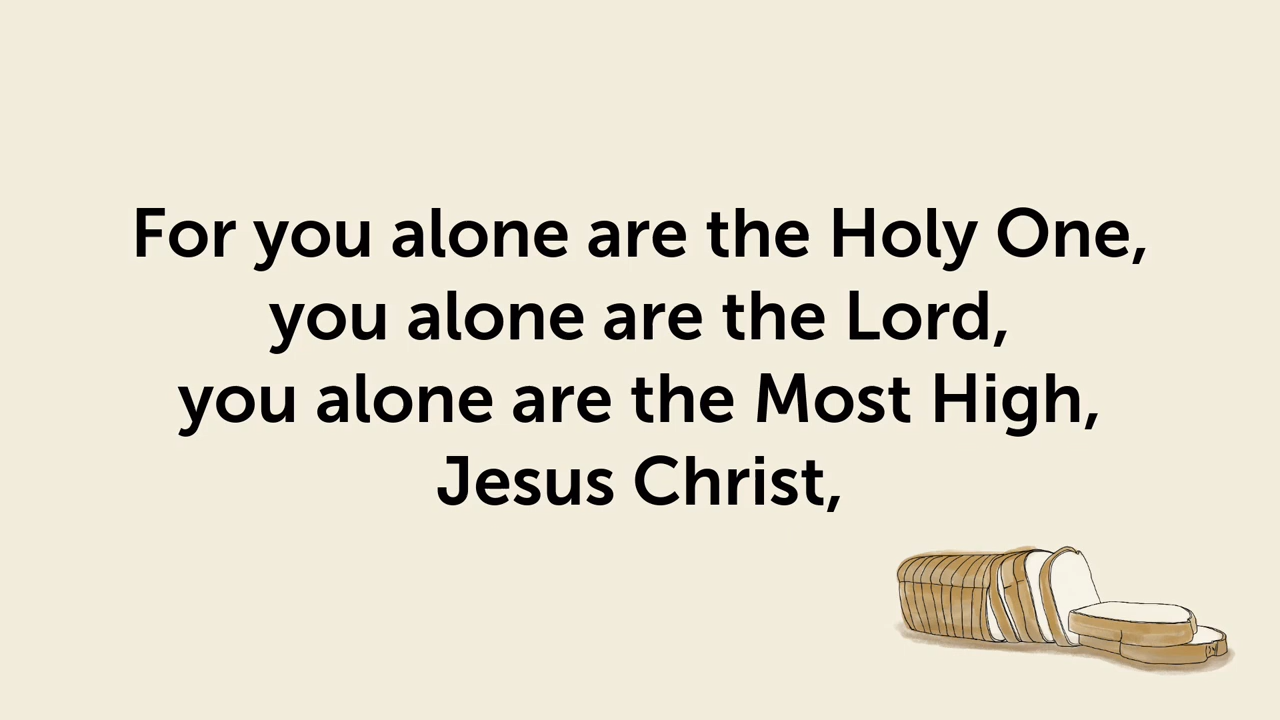 For you alone are the Holy One,
you alone are the Lord,
you alone are the Most High,
Jesus Christ,